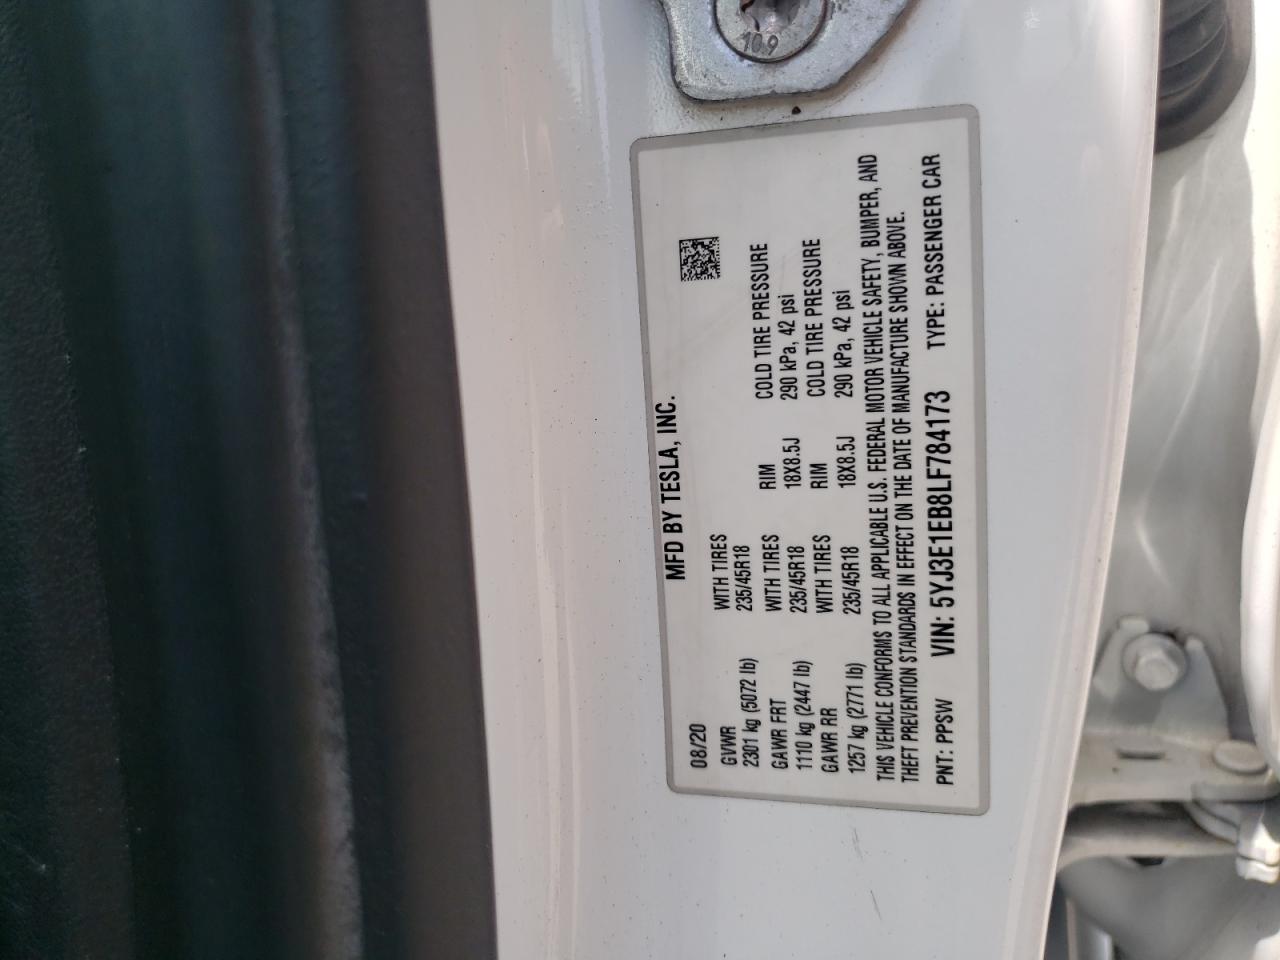 10.9
MFD BY TESLA, INC.
08/20
GVWR WITH TIRES
2301 kg (5072 lb) 235/45R18
GAWR FRT WITH TIRES RIM COLD TIRE PRESSURE
1110 kg (2447 lb) 235/45R18 18X8.5J 290 kPa, 42 psi
GAWR RR WITH TIRES RIM COLD TIRE PRESSURE
1257 kg (2771 lb) 235/45R18 18X8.5J 290 kPa, 42 psi
THIS VEHICLE CONFORMS TO ALL APPLICABLE U.S. FEDERAL MOTOR VEHICLE SAFETY, BUMPER, AND
THEFT PREVENTION STANDARDS IN EFFECT ON THE DATE OF MANUFACTURE SHOWN ABOVE.
PNT: PPSW VIN: 5YJ3E1EB8LF784173 TYPE: PASSENGER CAR